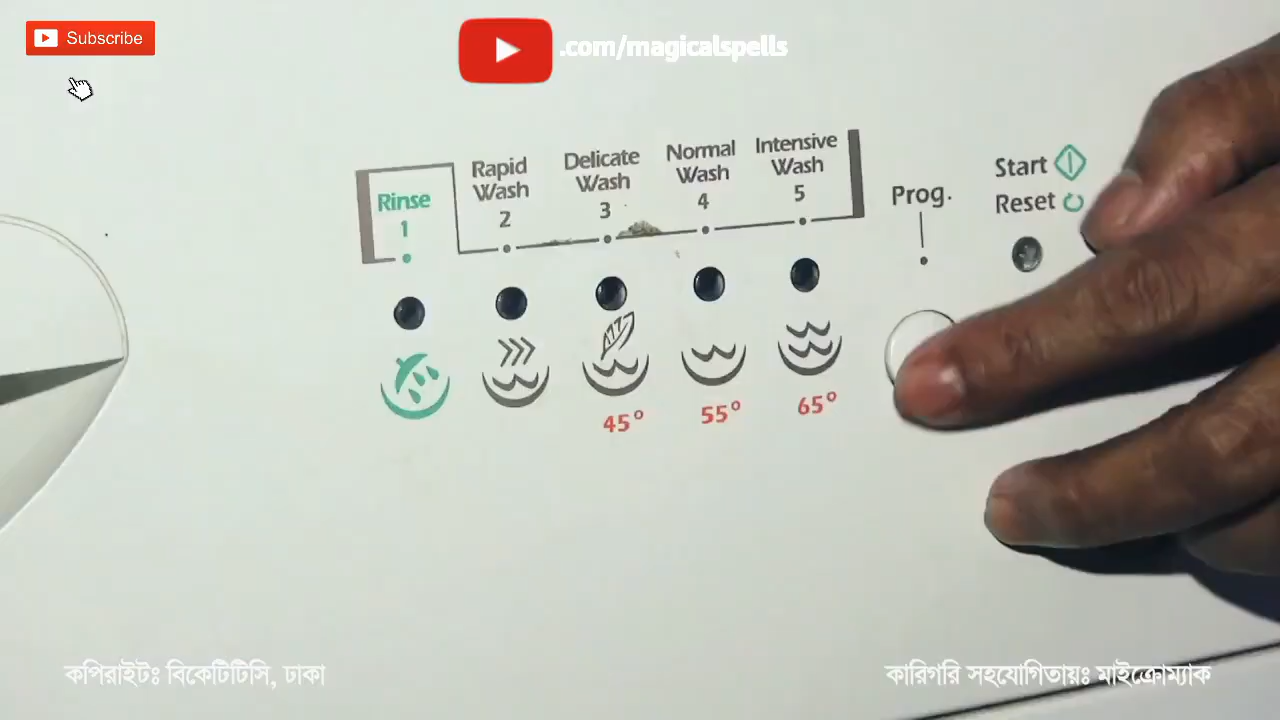 Subscribe
.com/magicalspells
Rinse
1
Rapid
Wash
2
Delicate
Wash
3
Normal
Wash
4
Intensive
Wash
5
Prog.
Start
Reset
45°
55°
65°
কপিরাইটঃ বিকেটিটিসি, ঢাকা
কারিগরি সহযোগিতায়ঃ মাইক্রোম্যাক